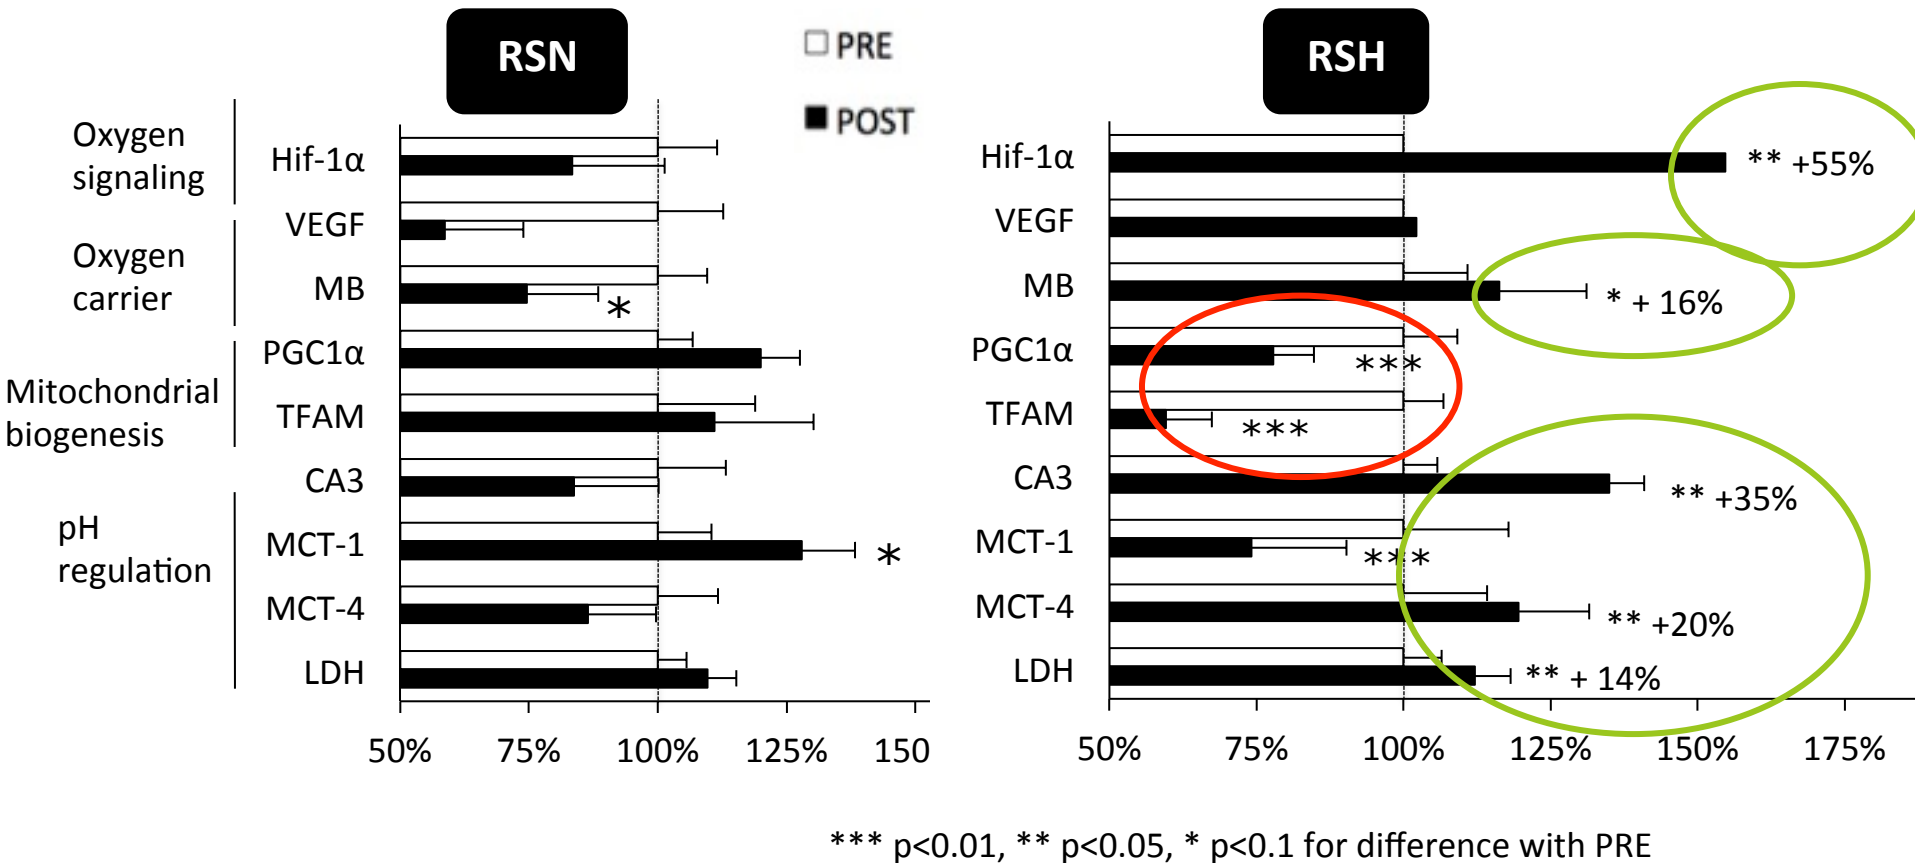 RSN
PRE
POST
RSH
Oxygen
signaling
Oxygen
carrier
Mitochondrial
biogenesis
pH
regulation
Hif-1α
VEGF
MB
*
PGC1α
TFAM
CA3
MCT-1
*
MCT-4
LDH
50% 75% 100% 125% 150
Hif-1α
** +55%
VEGF
MB
* + 16%
PGC1α
***
TFAM
***
CA3
** +35%
MCT-1
***
MCT-4
** +20%
LDH
** + 14%
50% 75% 100% 125% 150% 175%
*** p<0.01, ** p<0.05, * p<0.1 for difference with PRE